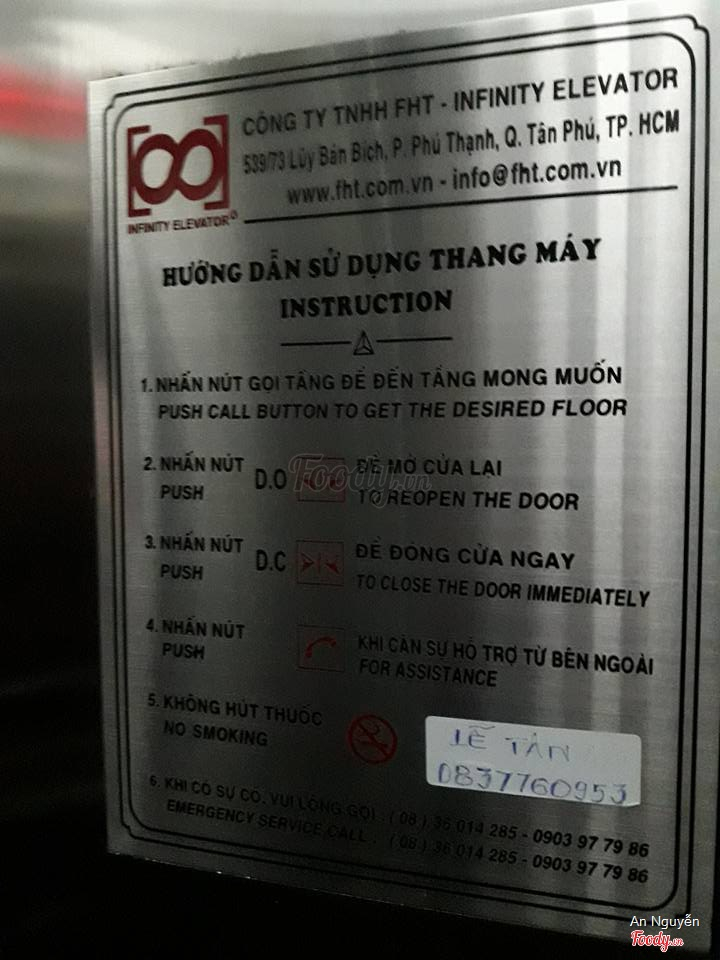 CÔNG TY TNHH FHT - INFINITY ELEVATOR
539/73 Lũy Bán Bích, P. Phú Thạnh, Q. Tân Phú, TP. HCM
www.fht.com.vn - info@fht.com.vn
INFINITY ELEVATOR®
HƯỚNG DẪN SỬ DỤNG THANG MÁY
INSTRUCTION
1. NHẤN NÚT GỌI TẦNG ĐỂ ĐẾN TẦNG MONG MUỐN
PUSH CALL BUTTON TO GET THE DESIRED FLOOR
2. NHẤN NÚT D.O ĐỂ MỞ CỬA LẠI
PUSH TO REOPEN THE DOOR
Foody.vn
3. NHẤN NÚT D.C ĐỂ ĐÓNG CỬA NGAY
PUSH TO CLOSE THE DOOR IMMEDIATELY
4. NHẤN NÚT KHI CẦN SỰ HỖ TRỢ TỪ BÊN NGOÀI
PUSH FOR ASSISTANCE
5. KHÔNG HÚT THUỐC
NO SMOKING
LỄ TÂN
0837760953
6. KHI CÓ SỰ CỐ, VUI LÒNG GỌI : ( 08 ) 36 014 285 - 0903 97 79 86
EMERGENCY SERVICE, CALL : ( 08 ) 36 014 285 - 0903 97 79 86
An Nguyễn
Foody.vn